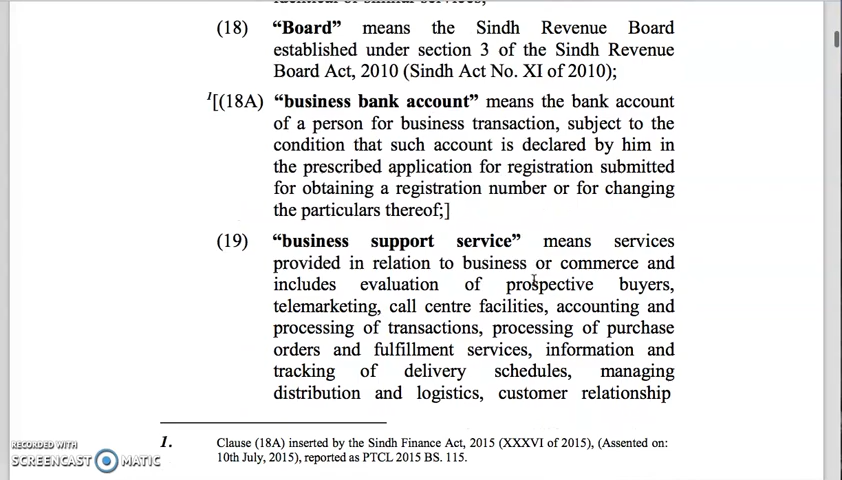 identical or similar services;
(18) “Board” means the Sindh Revenue Board
established under section 3 of the Sindh Revenue
Board Act, 2010 (Sindh Act No. XI of 2010);
1[(18A) “business bank account” means the bank account
of a person for business transaction, subject to the
condition that such account is declared by him in
the prescribed application for registration submitted
for obtaining a registration number or for changing
the particulars thereof;]
(19) “business support service” means services
provided in relation to business or commerce and
includes evaluation of prospective buyers,
telemarketing, call centre facilities, accounting and
processing of transactions, processing of purchase
orders and fulfillment services, information and
tracking of delivery schedules, managing
distribution and logistics, customer relationship
1. Clause (18A) inserted by the Sindh Finance Act, 2015 (XXXVI of 2015), (Assented on:
10th July, 2015), reported as PTCL 2015 BS. 115.
RECORDED WITH
SCREENCAST MATIC